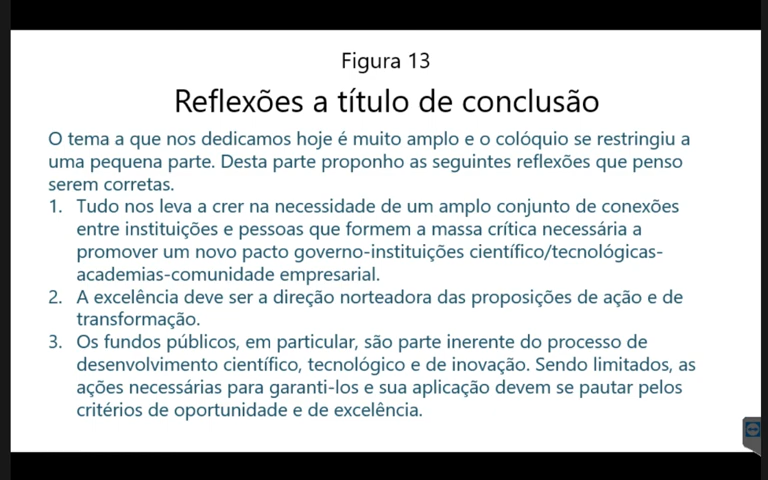 Figura 13
Reflexões a título de conclusão
O tema a que nos dedicamos hoje é muito amplo e o colóquio se restringiu a
uma pequena parte. Desta parte proponho as seguintes reflexões que penso
serem corretas.
1. Tudo nos leva a crer na necessidade de um amplo conjunto de conexões
entre instituições e pessoas que formem a massa crítica necessária a
promover um novo pacto governo-instituições científico/tecnológicas-
academias-comunidade empresarial.
2. A excelência deve ser a direção norteadora das proposições de ação e de
transformação.
3. Os fundos públicos, em particular, são parte inerente do processo de
desenvolvimento científico, tecnológico e de inovação. Sendo limitados, as
ações necessárias para garanti-los e sua aplicação devem se pautar pelos
critérios de oportunidade e de excelência.